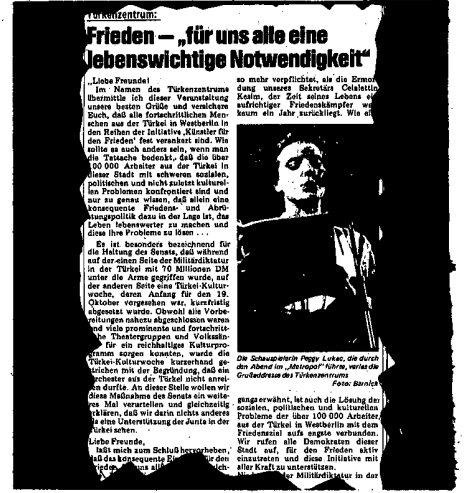 Türkenzentrum:
Frieden — „für uns alle eine
lebenswichtige Notwendigkeit"
„Liebe Freunde!
Im Namen des Türkenzentrums
übermittle ich dieser Veranstaltung
unsere besten Grüße und versichere
Euch, daß alle fortschrittlichen Men-
schen aus der Türkei in Westberlin in
den Reihen der Initiative ‚Künstler für
den Frieden' fest verankert sind. Wie
sollte es auch anders sein, wenn man
die Tatsache bedenkt, daß die über
100 000 Arbeiter aus der Türkei in
dieser Stadt mit schweren sozialen,
politischen und nicht zuletzt kulturel-
len Problemen konfrontiert sind und
nur zu genau wissen, daß allein eine
konsequente Friedens- und Abrü-
stungspolitik dazu in der Lage ist, das
Leben lebenswerter zu machen und
diese ihre Probleme zu lösen . . .
Es ist besonders bezeichnend für
die Haltung des Senats, daß während
auf der einen Seite der Militärdiktatur
in der Türkei mit 70 Millionen DM
unter die Arme gegriffen wurde, auf
der anderen Seite eine Türkei-Kultur-
woche, deren Anfang für den 19.
Oktober vorgesehen war, kurzfristig
abgesetzt wurde. Obwohl alle Vorbe-
reitungen nahezu abgeschlossen waren
und viele prominente und fortschritt-
che Theatergruppen und Volkssän-
für ein reichhaltiges Kulturpro-
gramm sorgen konnten, wurde die
Türkei-Kulturwoche kurzerhand ge-
strichen mit der Begründung, daß ein
Orchester aus der Türkei nicht anrei-
sen durfte. An dieser Stelle wollen wir
diese Maßnahme des Senats ein weite-
res Mal verurteilen und gleichzeitig
erklären, daß wir darin nichts anderes
als eine Unterstützung der Junta in der
Türkei sehen.
Liebe Freunde,
laßt mich zum Schluß hervorheben,
daß das konsequente für den
Frieden für uns
so mehr verpflichtet, als die Ermor
dung unseres Sekretärs Celalettin
Kesim, der Zeit seines Lebens ei
aufrichtiger Friedenskämpfer wa
kaum ein Jahr zurückliegt. Wie ei
Die Schauspielerin Peggy Lukac, die durch
den Abend im „Metropol" führte, verlas die
Grußadresse des Türkenzentrums
Foto: Barnick
gangs erwähnt, ist auch die Lösung der
sozialen, politischen und kulturellen
Probleme der über 100 000 Arbeiter
aus der Türkei in Westberlin mit dem
Friedensziel aufs engste verbunden.
Wir rufen alle Demokraten dieser
Stadt auf, für den Frieden aktiv
einzutreten und diese Initiative mit
aller Kraft zu unterstützen.
Militärdiktatur in der